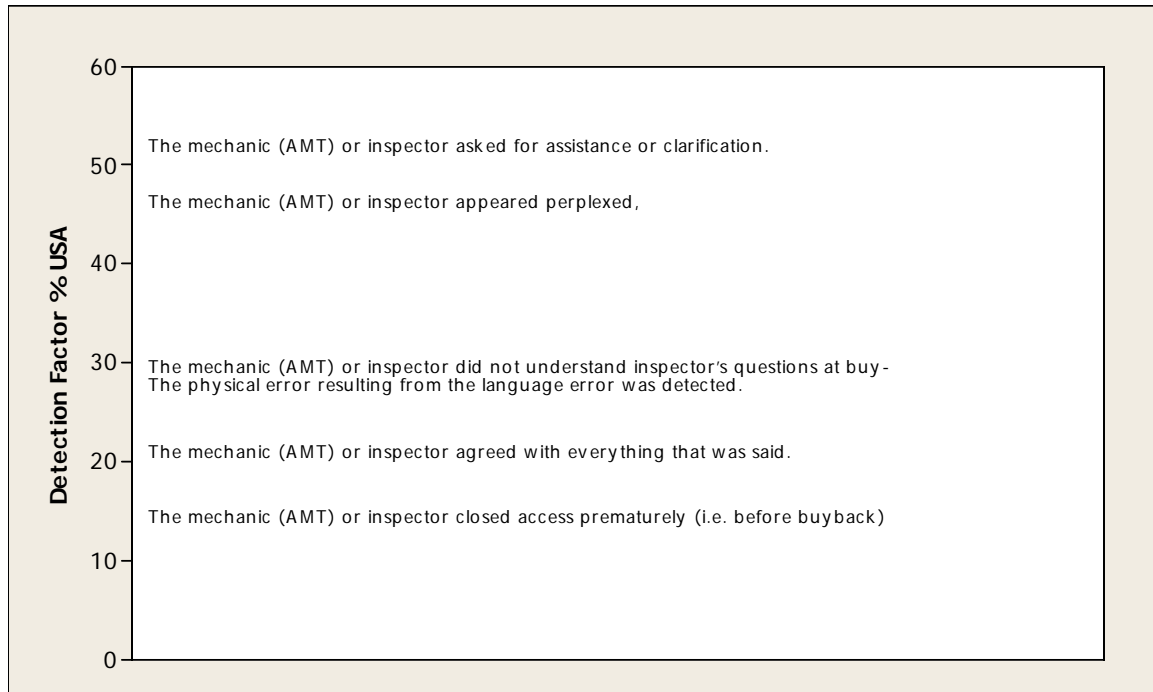 60
The mechanic (AMT) or inspector asked for assistance or clarification.
50
The mechanic (AMT) or inspector appeared perplexed,
40
Detection Factor % USA
30
The mechanic (AMT) or inspector did not understand inspector's questions at buy-
The physical error resulting from the language error was detected.
20
The mechanic (AMT) or inspector agreed with everything that was said.
The mechanic (AMT) or inspector closed access prematurely (i.e. before buyback)
10
0